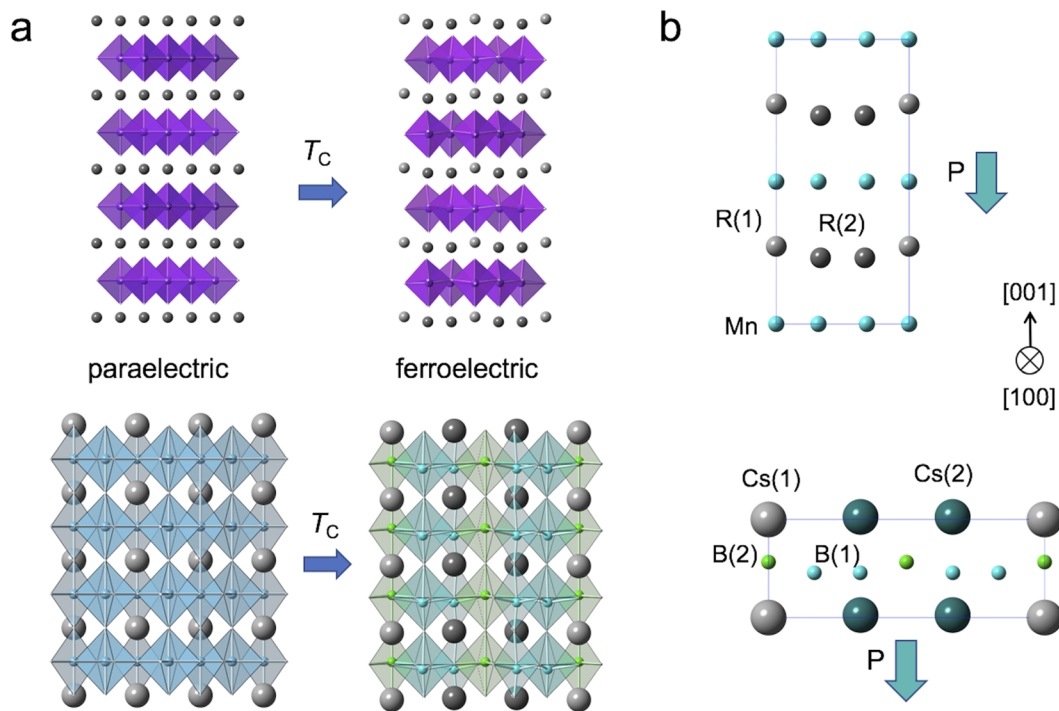 a
T_C
paraelectric
ferroelectric
T_C
b
P
R(1)
R(2)
Mn
[001]
[100]
Cs(1)
Cs(2)
B(2)
B(1)
P